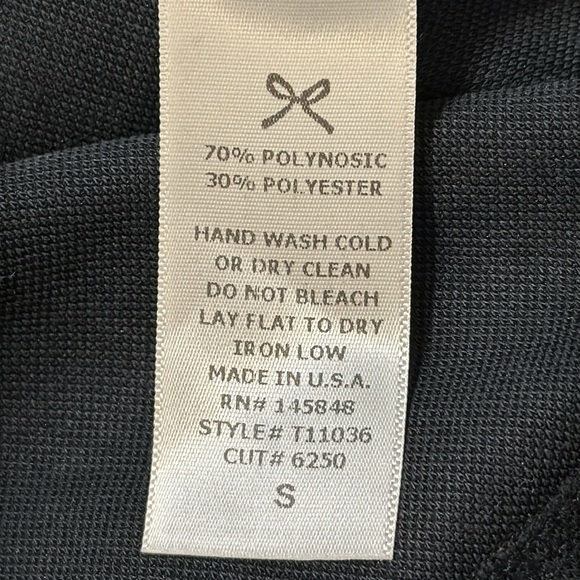 70% POLYNOSIC
30% POLYESTER
HAND WASH COLD
OR DRY CLEAN
DO NOT BLEACH
LAY FLAT TO DRY
IRON LOW
MADE IN U.S.A.
RN# 145848
STYLE# T11036
CUT# 6250
S